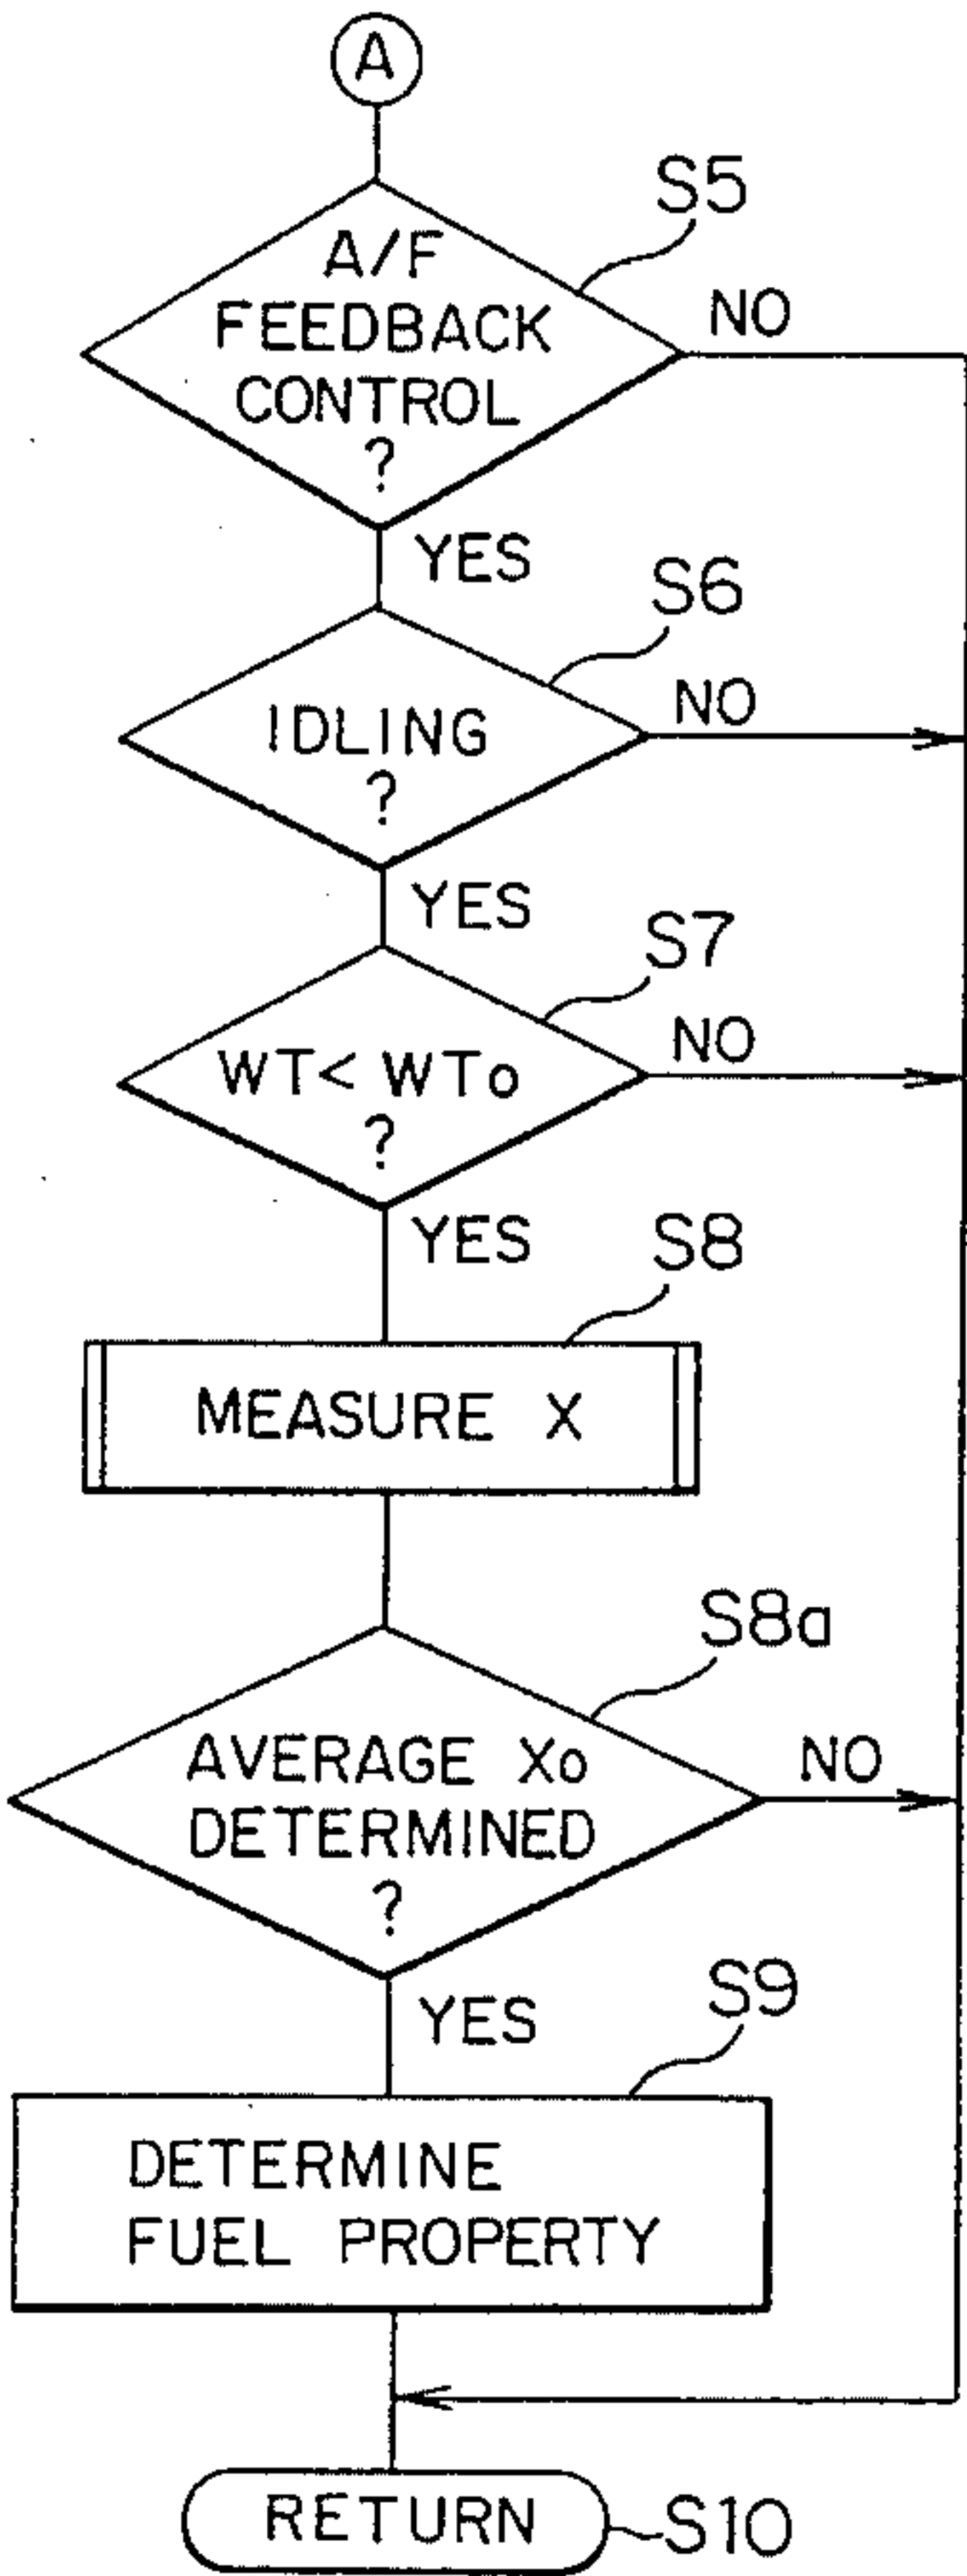 A
S5
A/F
FEEDBACK
CONTROL
?
NO
YES
S6
IDLING
?
NO
YES
S7
WT< WTo
?
NO
YES
S8
MEASURE X
S8a
AVERAGE Xo
DETERMINED
?
NO
YES
S9
DETERMINE
FUEL PROPERTY
RETURN
S10